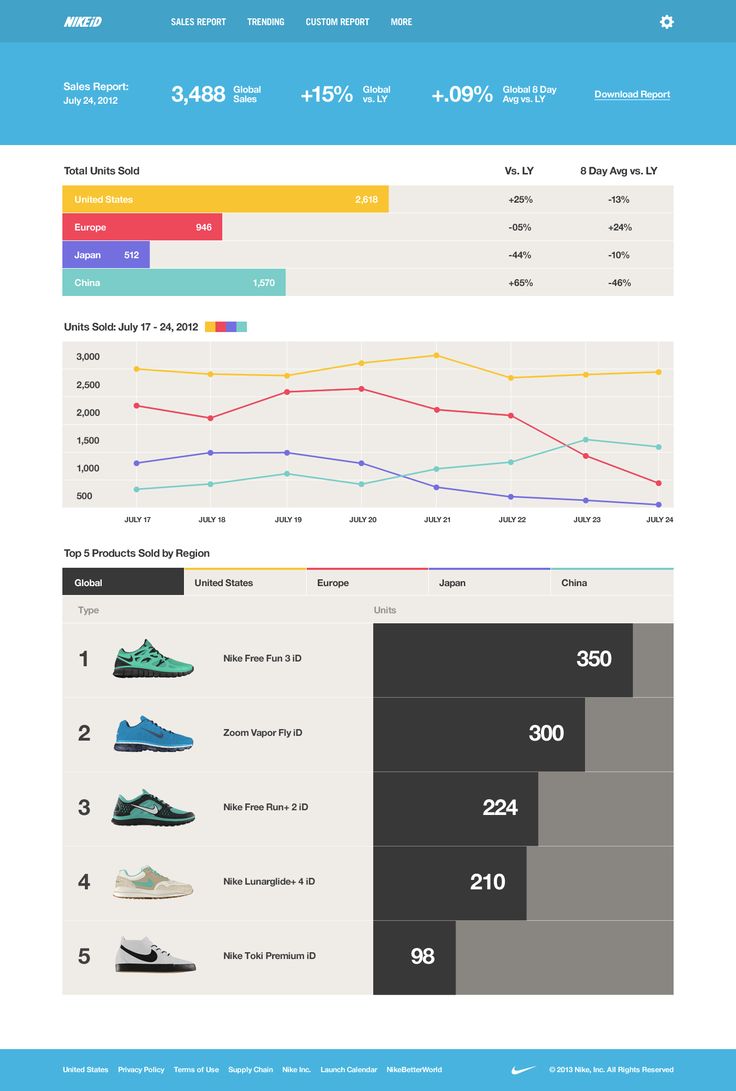 NIKEiD
SALES REPORT TRENDING CUSTOM REPORT MORE
Sales Report:
July 24, 2012
3,488 Global Sales
+15% Global vs. LY
+.09% Global 8 Day Avg vs. LY
Download Report
Total Units Sold Vs. LY 8 Day Avg vs. LY
United States 2,618 +25% -13%
Europe 946 -05% +24%
Japan 512 -44% -10%
China 1,570 +65% -46%
Units Sold: July 17 - 24, 2012
3,000
2,500
2,000
1,500
1,000
500
JULY 17 JULY 18 JULY 19 JULY 20 JULY 21 JULY 22 JULY 23 JULY 24
Top 5 Products Sold by Region
Global United States Europe Japan China
Type Units
1 Nike Free Fun 3 iD 350
2 Zoom Vapor Fly iD 300
3 Nike Free Run+ 2 iD 224
4 Nike Lunarglide+ 4 iD 210
5 Nike Toki Premium iD 98
United States Privacy Policy Terms of Use Supply Chain Nike Inc. Launch Calendar NikeBetterWorld © 2013 Nike, Inc. All Rights Reserved